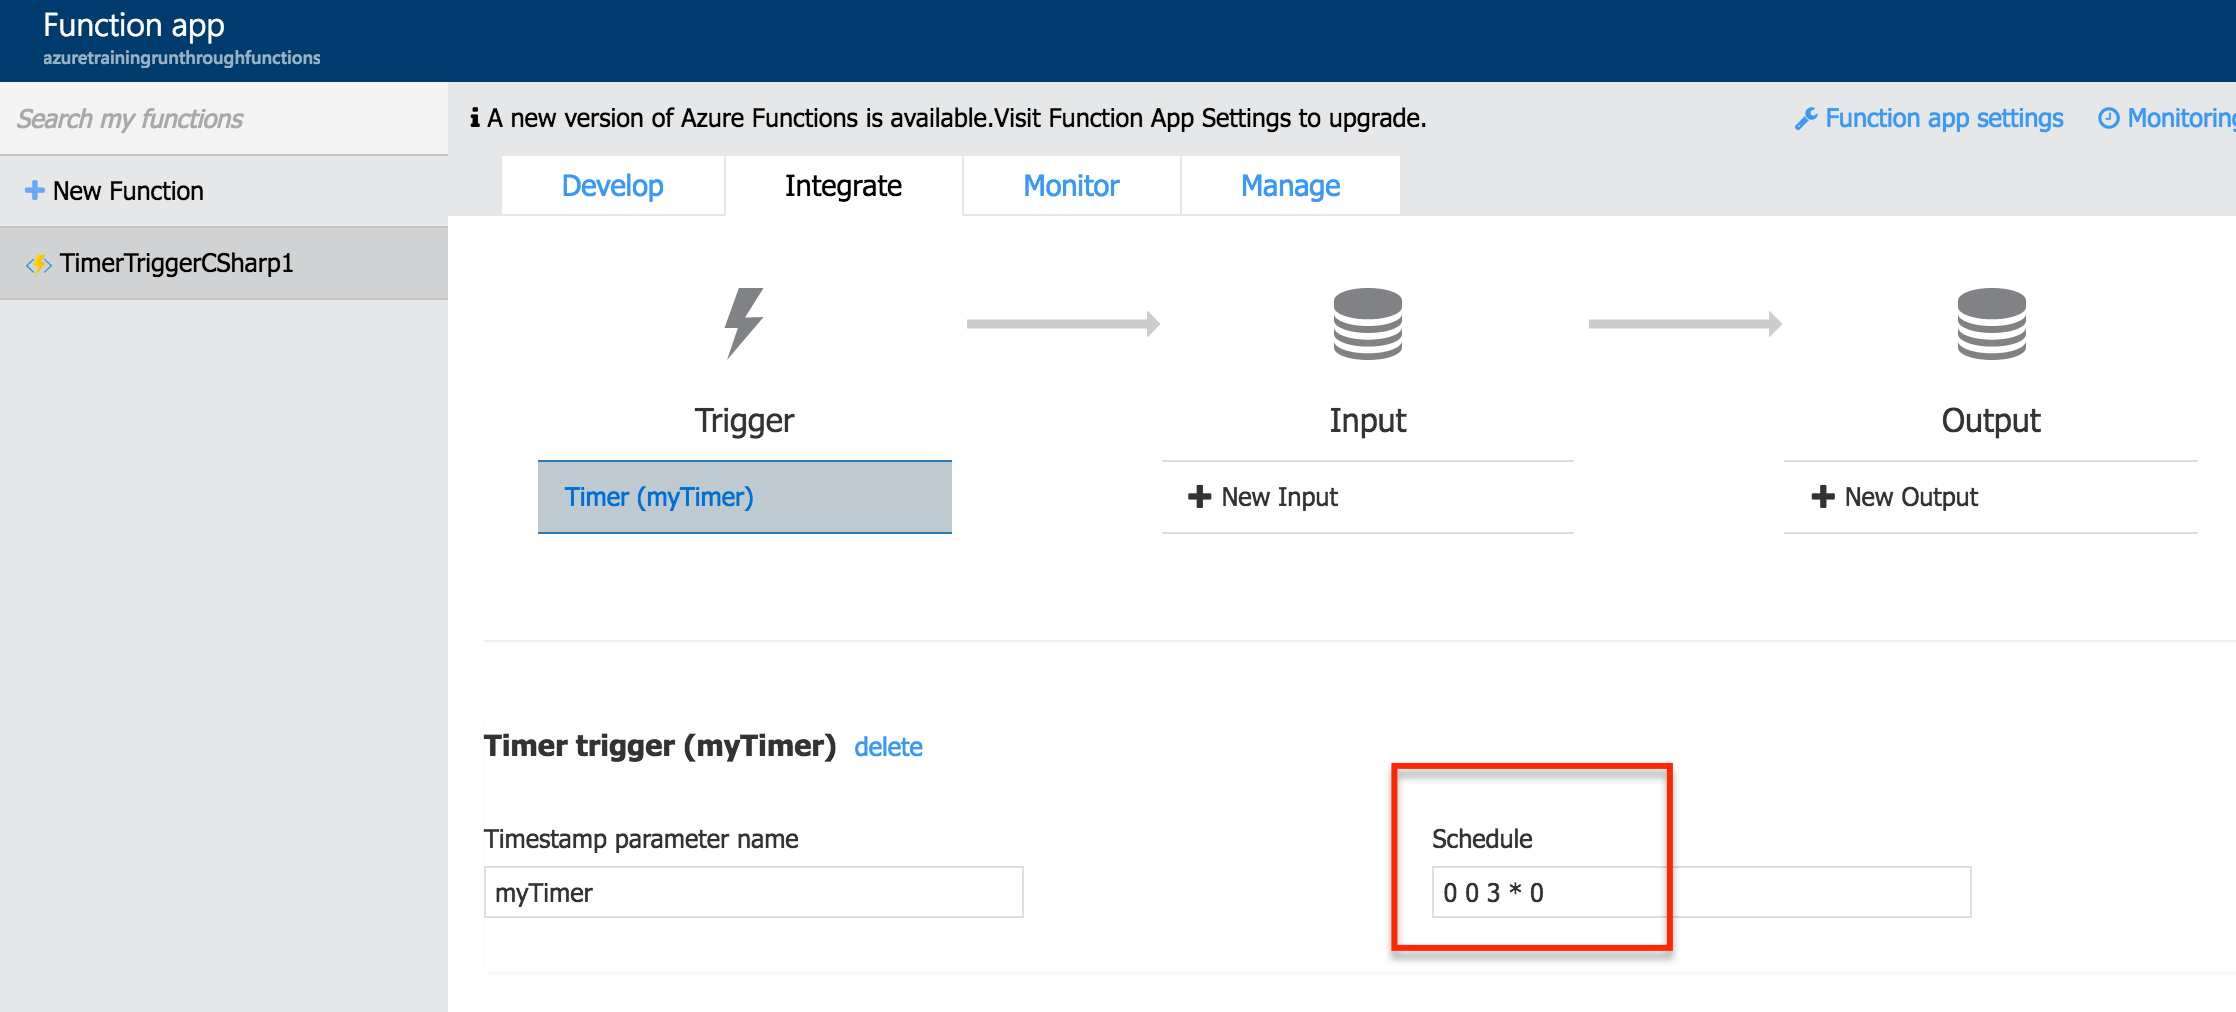 Function app
azuretrainingrunthroughfunctions
Search my functions
A new version of Azure Functions is available.Visit Function App Settings to upgrade.
Function app settings
Monitoring
New Function
Develop
Integrate
Monitor
Manage
TimerTriggerCSharp1
Trigger
Input
Output
Timer (myTimer)
New Input
New Output
Timer trigger (myTimer) delete
Timestamp parameter name
Schedule
myTimer
0 0 3 * 0